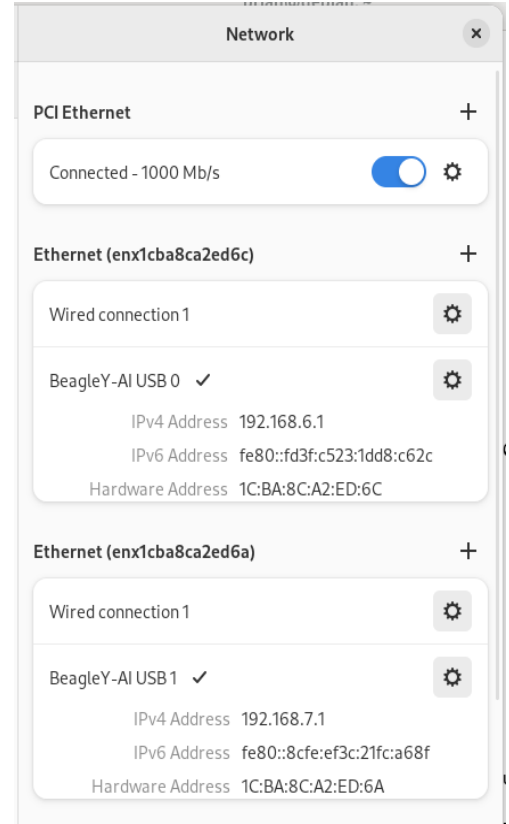 Network
PCI Ethernet
Connected - 1000 Mb/s
Ethernet (enx1cba8ca2ed6c)
Wired connection 1
BeagleY-AI USB 0
IPv4 Address 192.168.6.1
IPv6 Address fe80::fd3f:c523:1dd8:c62c
Hardware Address 1C:BA:8C:A2:ED:6C
Ethernet (enx1cba8ca2ed6a)
Wired connection 1
BeagleY-AI USB 1
IPv4 Address 192.168.7.1
IPv6 Address fe80::8cfe:ef3c:21fc:a68f
Hardware Address 1C:BA:8C:A2:ED:6A